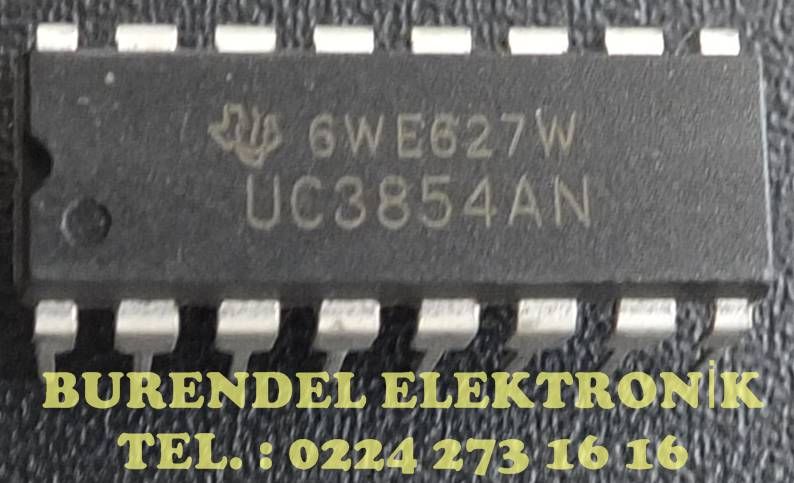 6WE627W
UC3854AN
BURENDEL ELEKTRONİK
TEL. : 0224 273 16 16